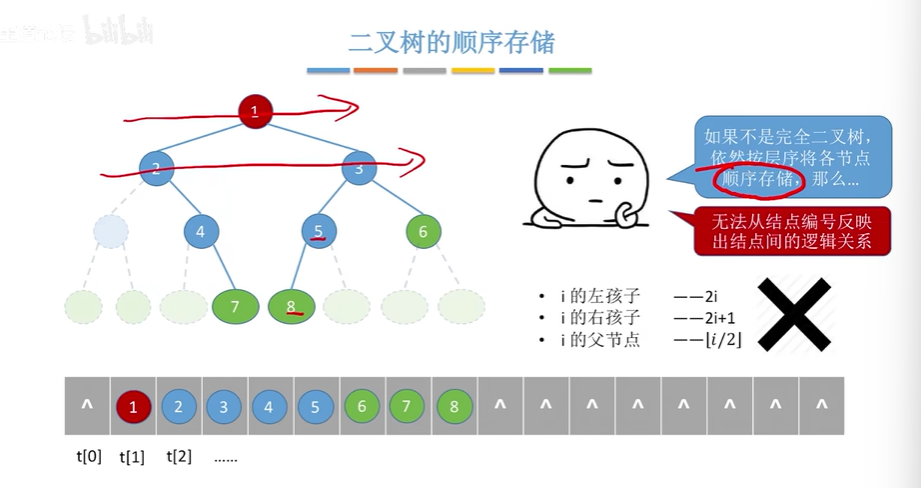 bilibili
二叉树的顺序存储
1
2 3
4 5 6
7 8
如果不是完全二叉树，
依然按层序将各节点
顺序存储，那么…
无法从结点编号反映
出结点间的逻辑关系
• i 的左孩子 ——2i
• i 的右孩子 ——2i+1
• i 的父节点 ——⌊i/2⌋
^ 1 2 3 4 5 6 7 8 ^ ^ ^ ^ ^ ^ ^ ^
t[0] t[1] t[2] ……